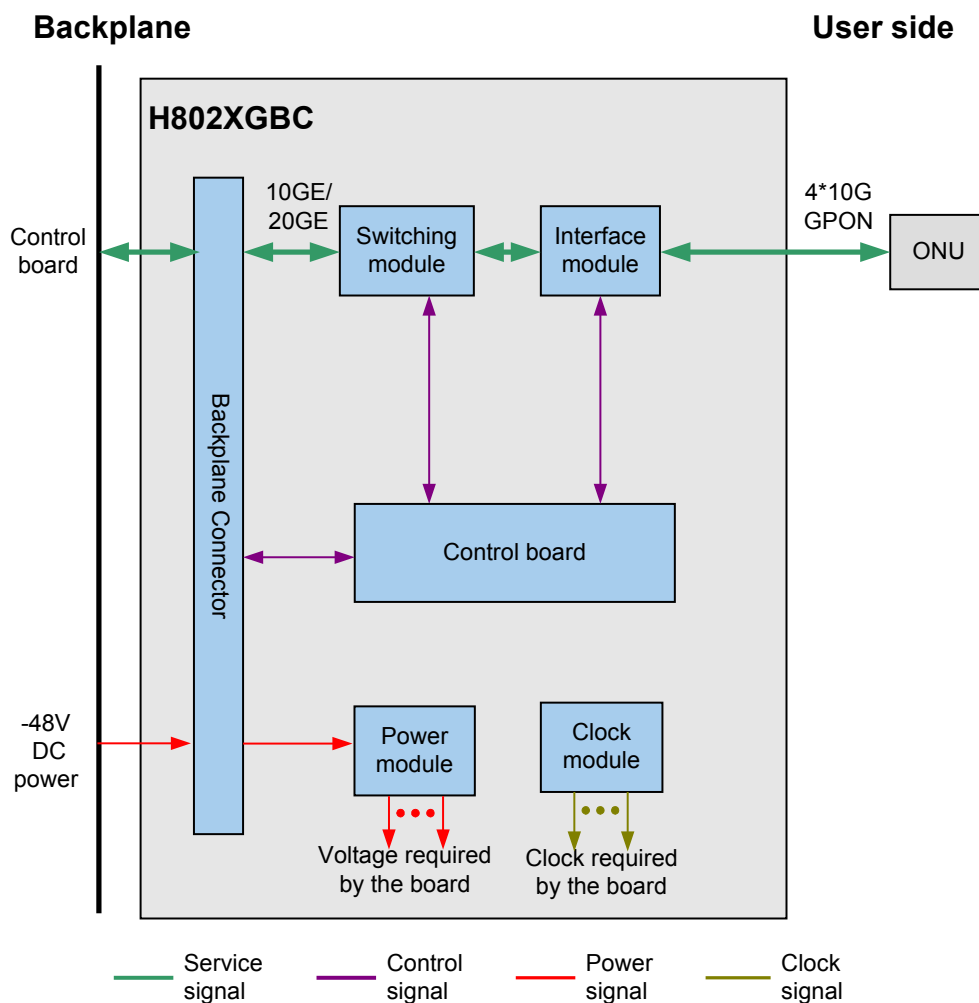 Backplane
User side
H802XGBC
10GE/
20GE
4*10G
GPON
Control
board
Switching
module
Interface
module
ONU
Backplane Connector
Control board
-48V
DC
power
Power
module
Clock
module
Voltage required
by the board
Clock required
by the board
Service
signal
Control
signal
Power
signal
Clock
signal